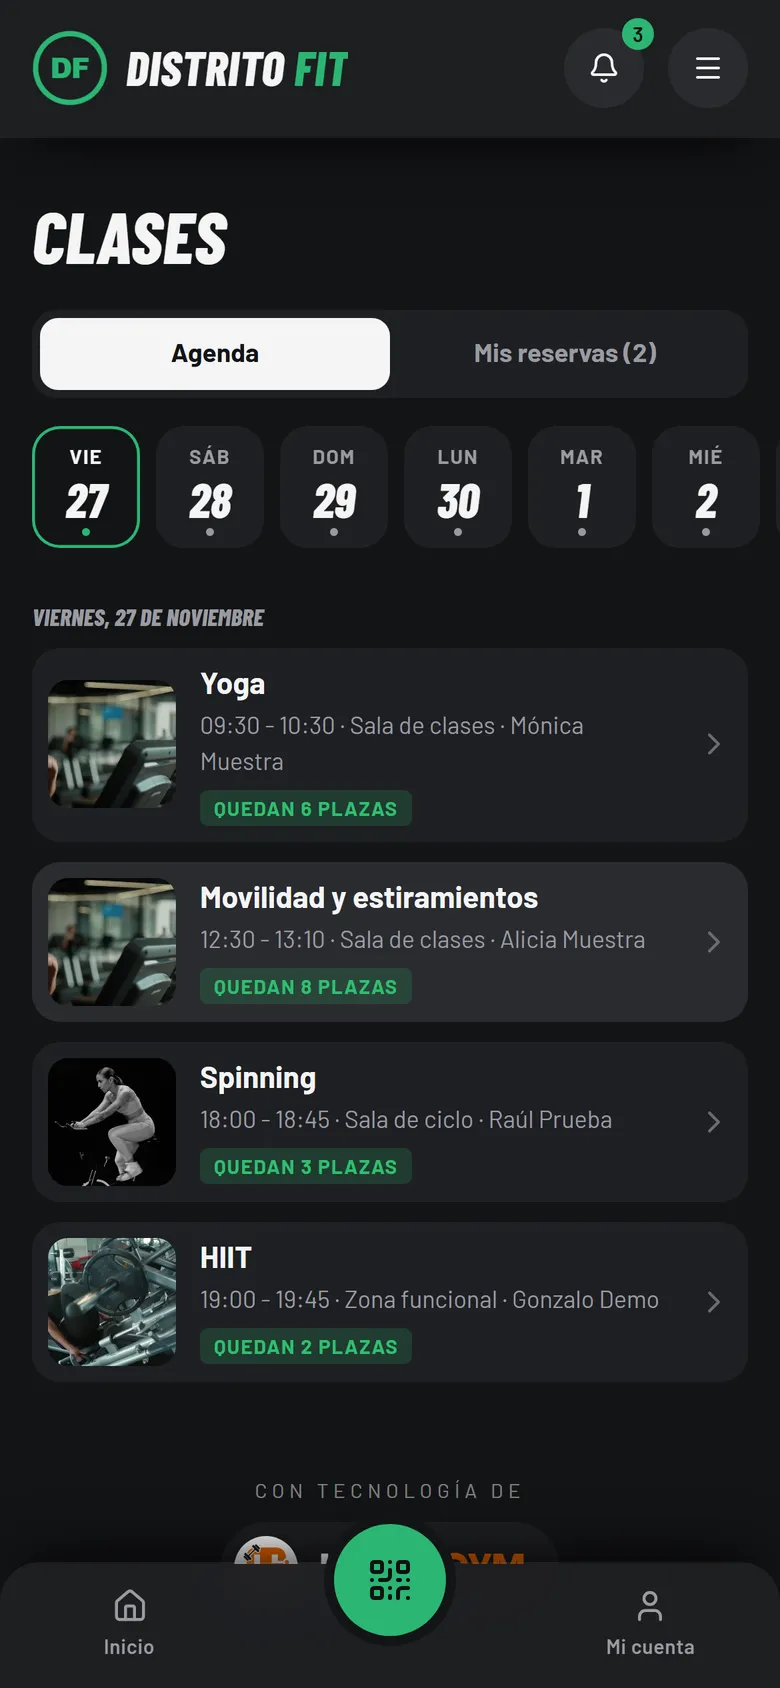 DF DISTRITO FIT
3
CLASES
Agenda
Mis reservas (2)
VIE SÁB DOM LUN MAR MIÉ
27 28 29 30 1 2
VIERNES, 27 DE NOVIEMBRE
Yoga
09:30 - 10:30 · Sala de clases · Mónica
Muestra
QUEDAN 6 PLAZAS
Movilidad y estiramientos
12:30 - 13:10 · Sala de clases · Alicia Muestra
QUEDAN 8 PLAZAS
Spinning
18:00 - 18:45 · Sala de ciclo · Raúl Prueba
QUEDAN 3 PLAZAS
HIIT
19:00 - 19:45 · Zona funcional · Gonzalo Demo
QUEDAN 2 PLAZAS
CON TECNOLOGÍA DE
Inicio
Mi cuenta